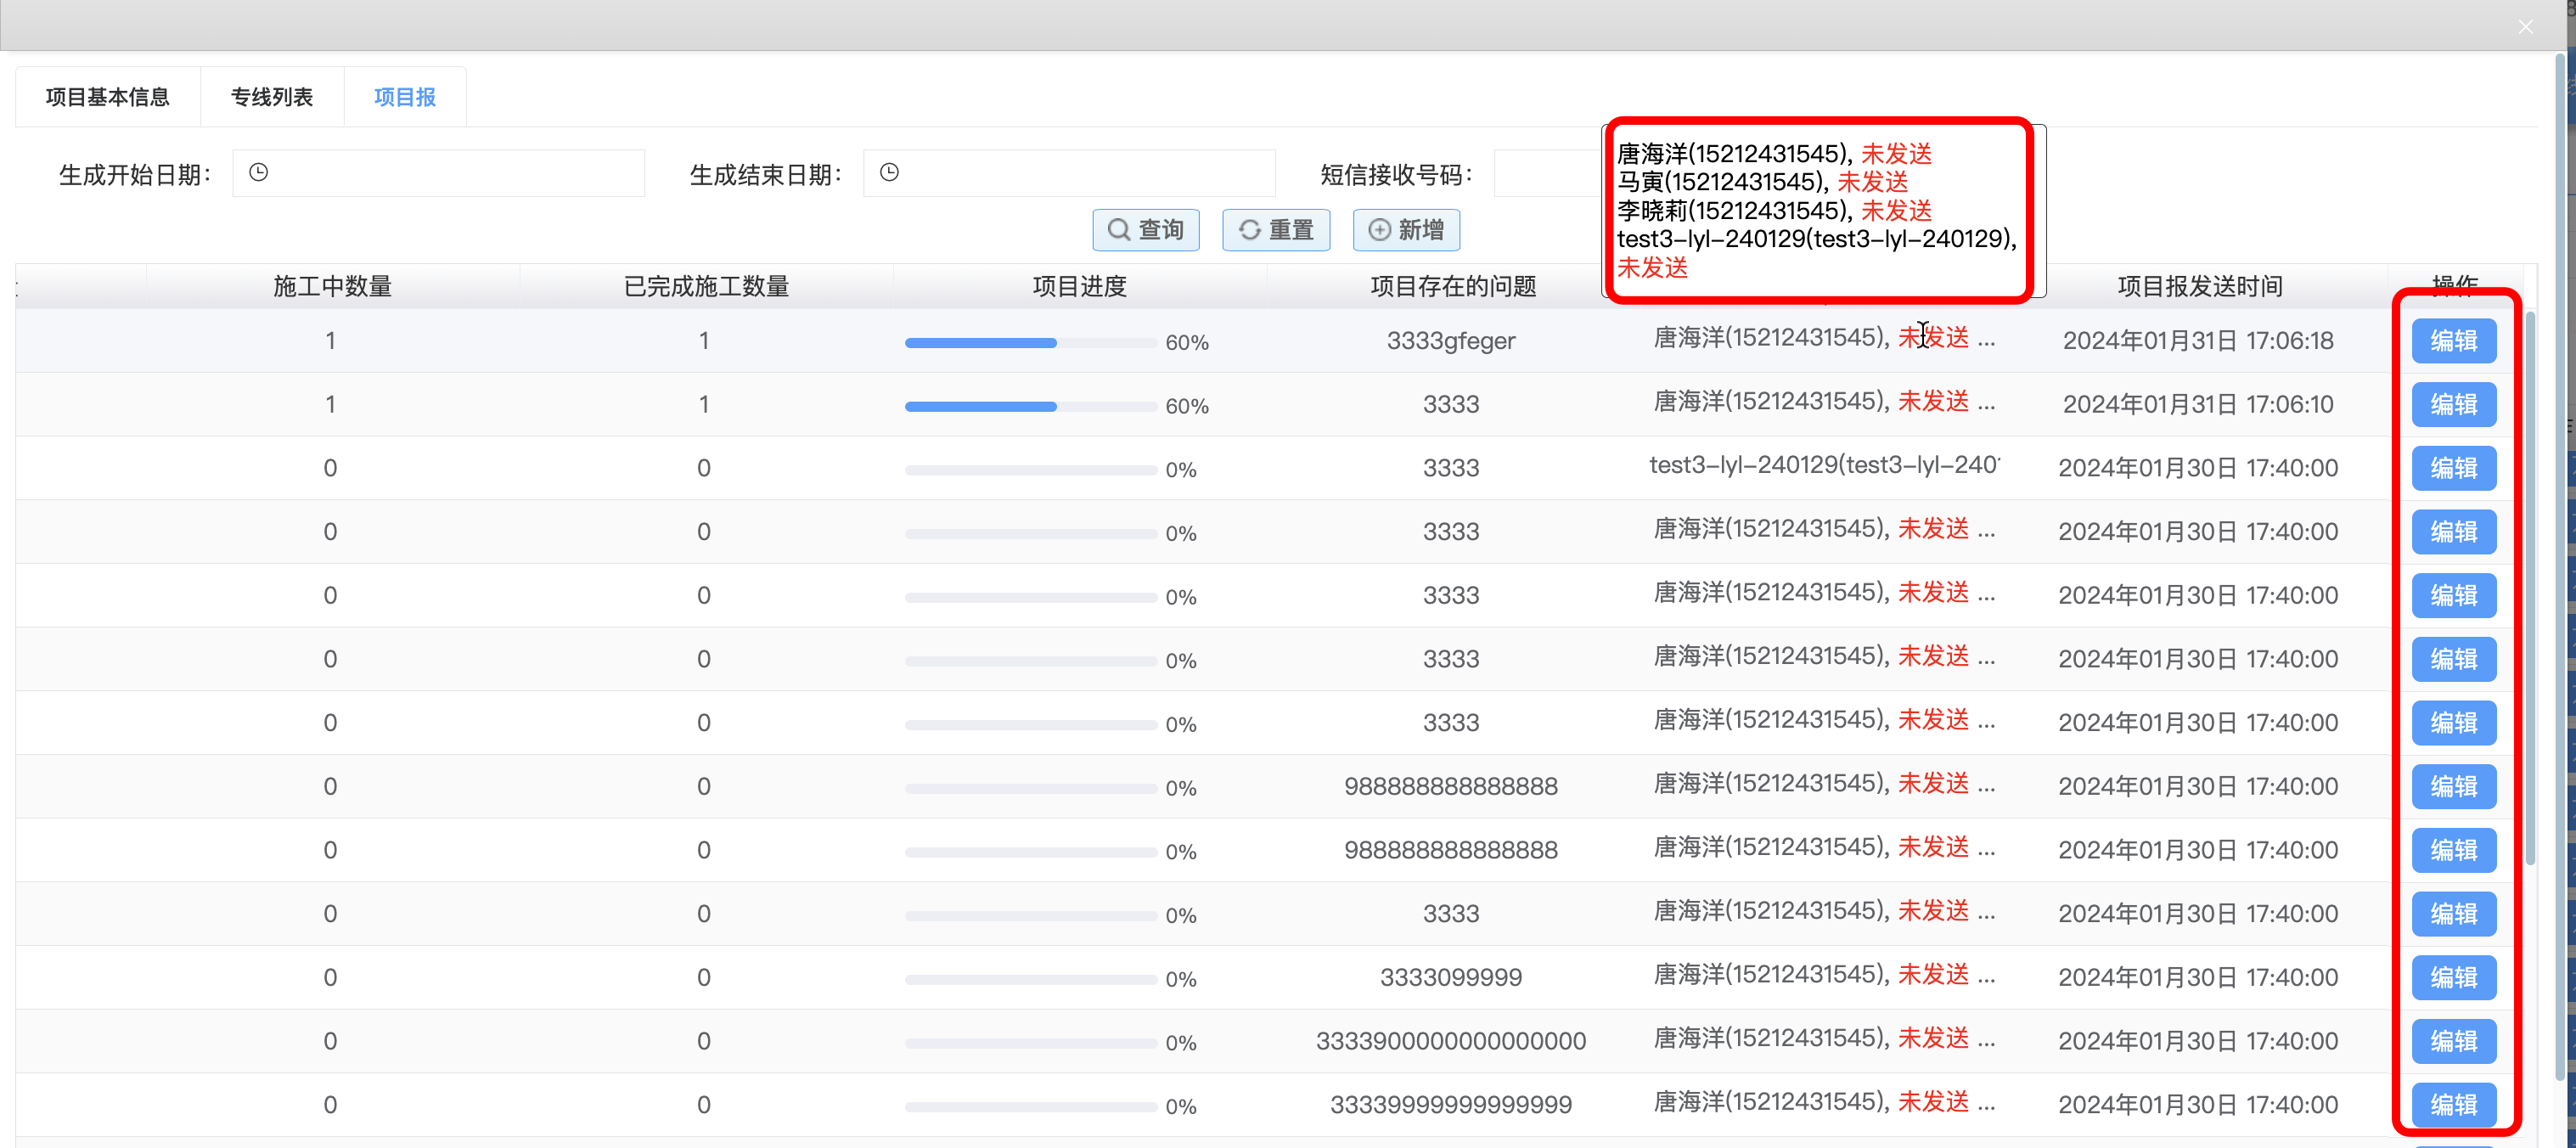 项目基本信息 专线列表 项目报
生成开始日期： 生成结束日期： 短信接收号码：
唐海洋(15212431545), 未发送
马寅(15212431545), 未发送
李晓莉(15212431545), 未发送
test3-lyl-240129(test3-lyl-240129),
未发送
查询 重置 新增
施工中数量 已完成施工数量 项目进度 项目存在的问题 项目报发送时间 操作
1 1 60% 3333gfeger 唐海洋(15212431545), 未发送 ... 2024年01月31日 17:06:18 编辑
1 1 60% 3333 唐海洋(15212431545), 未发送 ... 2024年01月31日 17:06:10 编辑
0 0 0% 3333 test3-lyl-240129(test3-lyl-240 2024年01月30日 17:40:00 编辑
0 0 0% 3333 唐海洋(15212431545), 未发送 ... 2024年01月30日 17:40:00 编辑
0 0 0% 3333 唐海洋(15212431545), 未发送 ... 2024年01月30日 17:40:00 编辑
0 0 0% 3333 唐海洋(15212431545), 未发送 ... 2024年01月30日 17:40:00 编辑
0 0 0% 3333 唐海洋(15212431545), 未发送 ... 2024年01月30日 17:40:00 编辑
0 0 0% 988888888888888 唐海洋(15212431545), 未发送 ... 2024年01月30日 17:40:00 编辑
0 0 0% 988888888888888 唐海洋(15212431545), 未发送 ... 2024年01月30日 17:40:00 编辑
0 0 0% 3333 唐海洋(15212431545), 未发送 ... 2024年01月30日 17:40:00 编辑
0 0 0% 3333099999 唐海洋(15212431545), 未发送 ... 2024年01月30日 17:40:00 编辑
0 0 0% 3333900000000000000 唐海洋(15212431545), 未发送 ... 2024年01月30日 17:40:00 编辑
0 0 0% 33339999999999999 唐海洋(15212431545), 未发送 ... 2024年01月30日 17:40:00 编辑